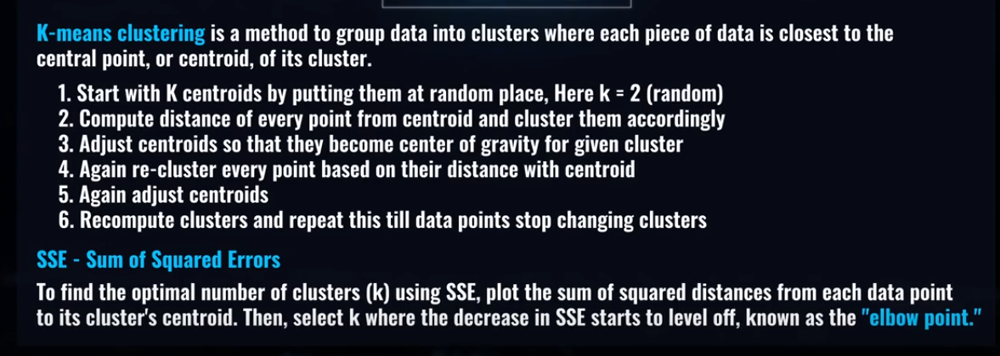 K-means clustering is a method to group data into clusters where each piece of data is closest to the
central point, or centroid, of its cluster.
1. Start with K centroids by putting them at random place, Here k = 2 (random)
2. Compute distance of every point from centroid and cluster them accordingly
3. Adjust centroids so that they become center of gravity for given cluster
4. Again re-cluster every point based on their distance with centroid
5. Again adjust centroids
6. Recompute clusters and repeat this till data points stop changing clusters
SSE - Sum of Squared Errors
To find the optimal number of clusters (k) using SSE, plot the sum of squared distances from each data point
to its cluster's centroid. Then, select k where the decrease in SSE starts to level off, known as the "elbow point."